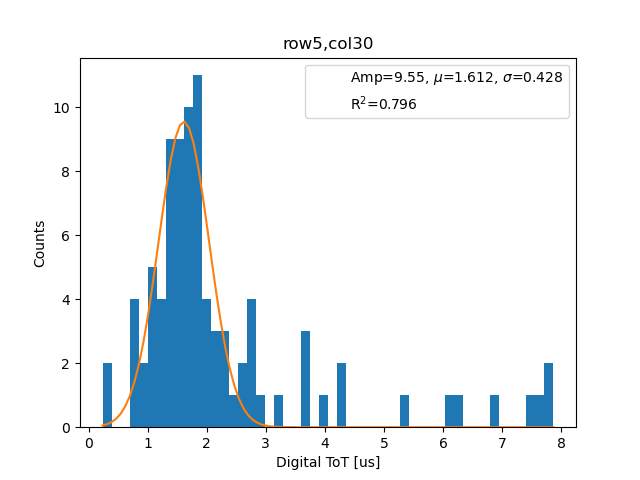 row5,col30
Amp=9.55, μ=1.612, σ=0.428
R²=0.796
Counts
10
8
6
4
2
0
0 1 2 3 4 5 6 7 8
Digital ToT [us]